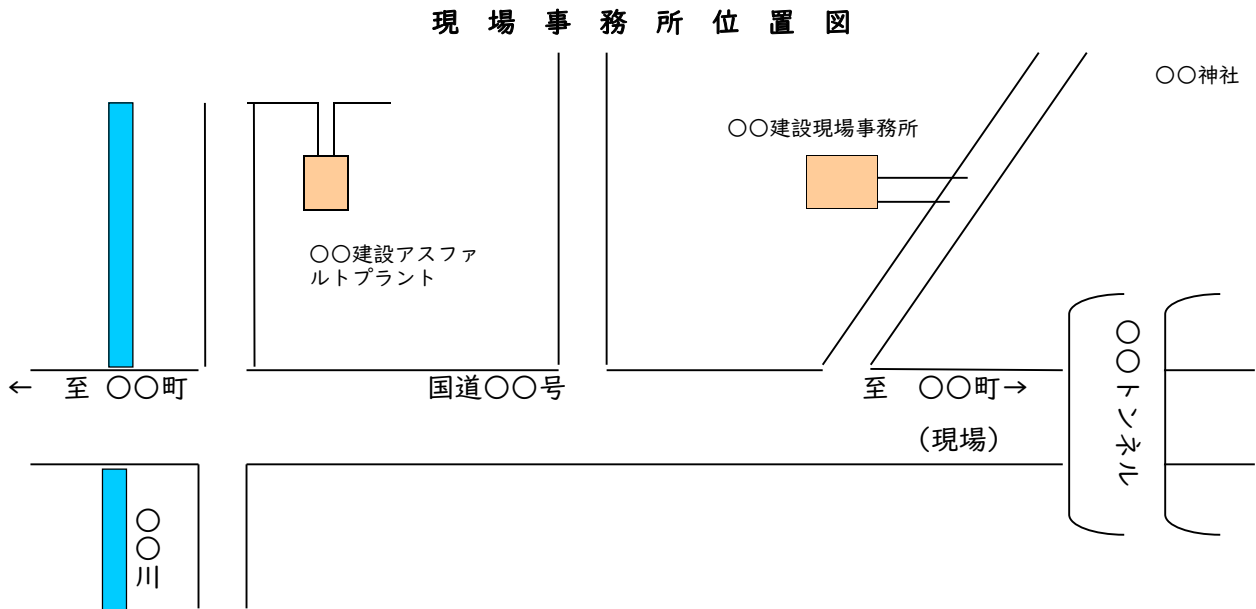 現場事務所位置図
〇〇神社
〇〇建設現場事務所
〇〇建設アスファ
ルトプラント
← 至 〇〇町
国道〇〇号
至 〇〇町→
(現場)
〇〇トンネル
〇〇川